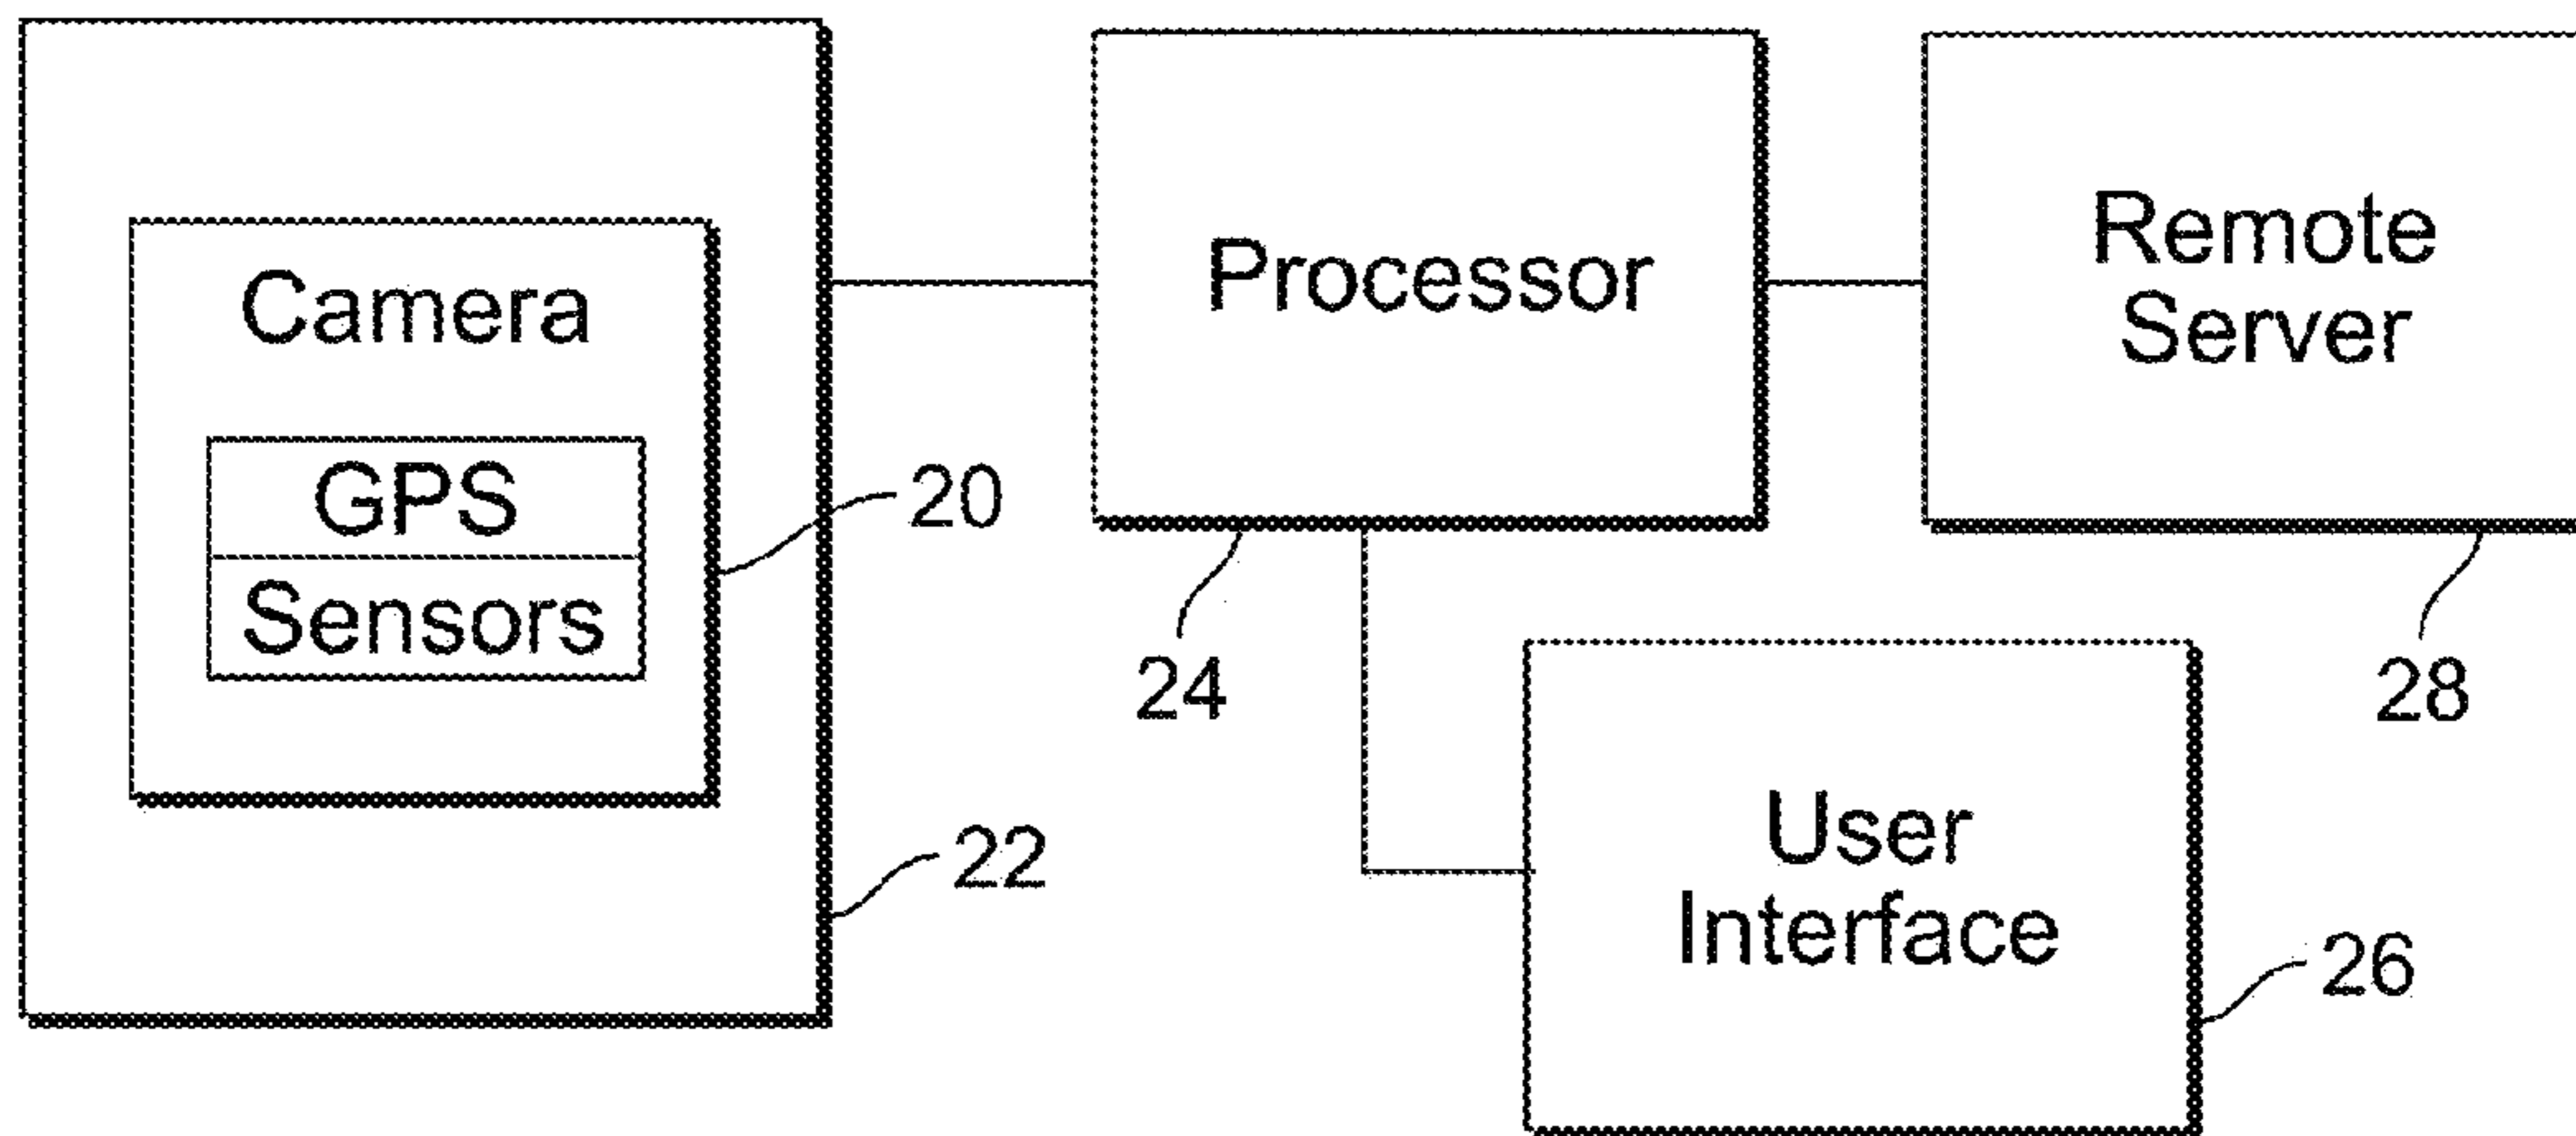 Camera
GPS
Sensors
20
22
Processor
24
Remote
Server
28
User
Interface
26